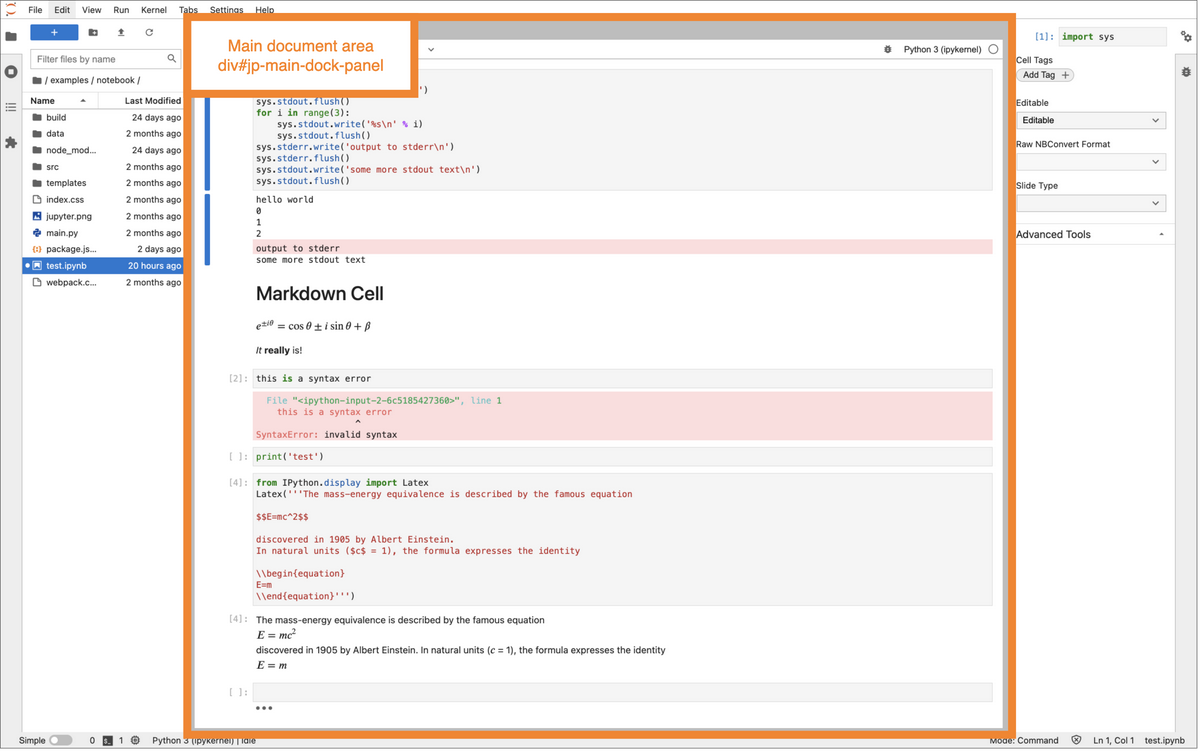 File Edit View Run Kernel Tabs Settings Help
+
Filter files by name
/ examples / notebook /
Name Last Modified
build 24 days ago
data 2 months ago
node_mod... 24 days ago
src 2 months ago
templates 2 months ago
index.css 2 months ago
jupyter.png 2 months ago
main.py 2 months ago
package.js... 2 days ago
test.ipynb 20 hours ago
webpack.c... 2 months ago
Main document area
div#jp-main-dock-panel
Python 3 (ipykernel)
')
sys.stdout.flush()
for i in range(3):
    sys.stdout.write('%s\n' % i)
    sys.stdout.flush()
sys.stderr.write('output to stderr\n')
sys.stderr.flush()
sys.stdout.write('some more stdout text\n')
sys.stdout.flush()
hello world
0
1
2
output to stderr
some more stdout text
Markdown Cell
e±iθ = cos θ ± i sin θ + β
It really is!
[2]: this is a syntax error
File "<ipython-input-2-6c5185427360>", line 1
this is a syntax error
^
SyntaxError: invalid syntax
[ ]: print('test')
[4]: from IPython.display import Latex
Latex('''The mass-energy equivalence is described by the famous equation
$$E=mc^2$$
discovered in 1905 by Albert Einstein.
In natural units ($c$ = 1), the formula expresses the identity
\\begin{equation}
E=m
\\end{equation}''')
[4]: The mass-energy equivalence is described by the famous equation
E = mc²
discovered in 1905 by Albert Einstein. In natural units (c = 1), the formula expresses the identity
E = m
[ ]:
[1]: import sys
Cell Tags
Add Tag +
Editable
Editable
Raw NBConvert Format
Slide Type
Advanced Tools
Simple 0 $_ 1 Python 3 (ipykernel) | Idle Mode: Command Ln 1, Col 1 test.ipynb